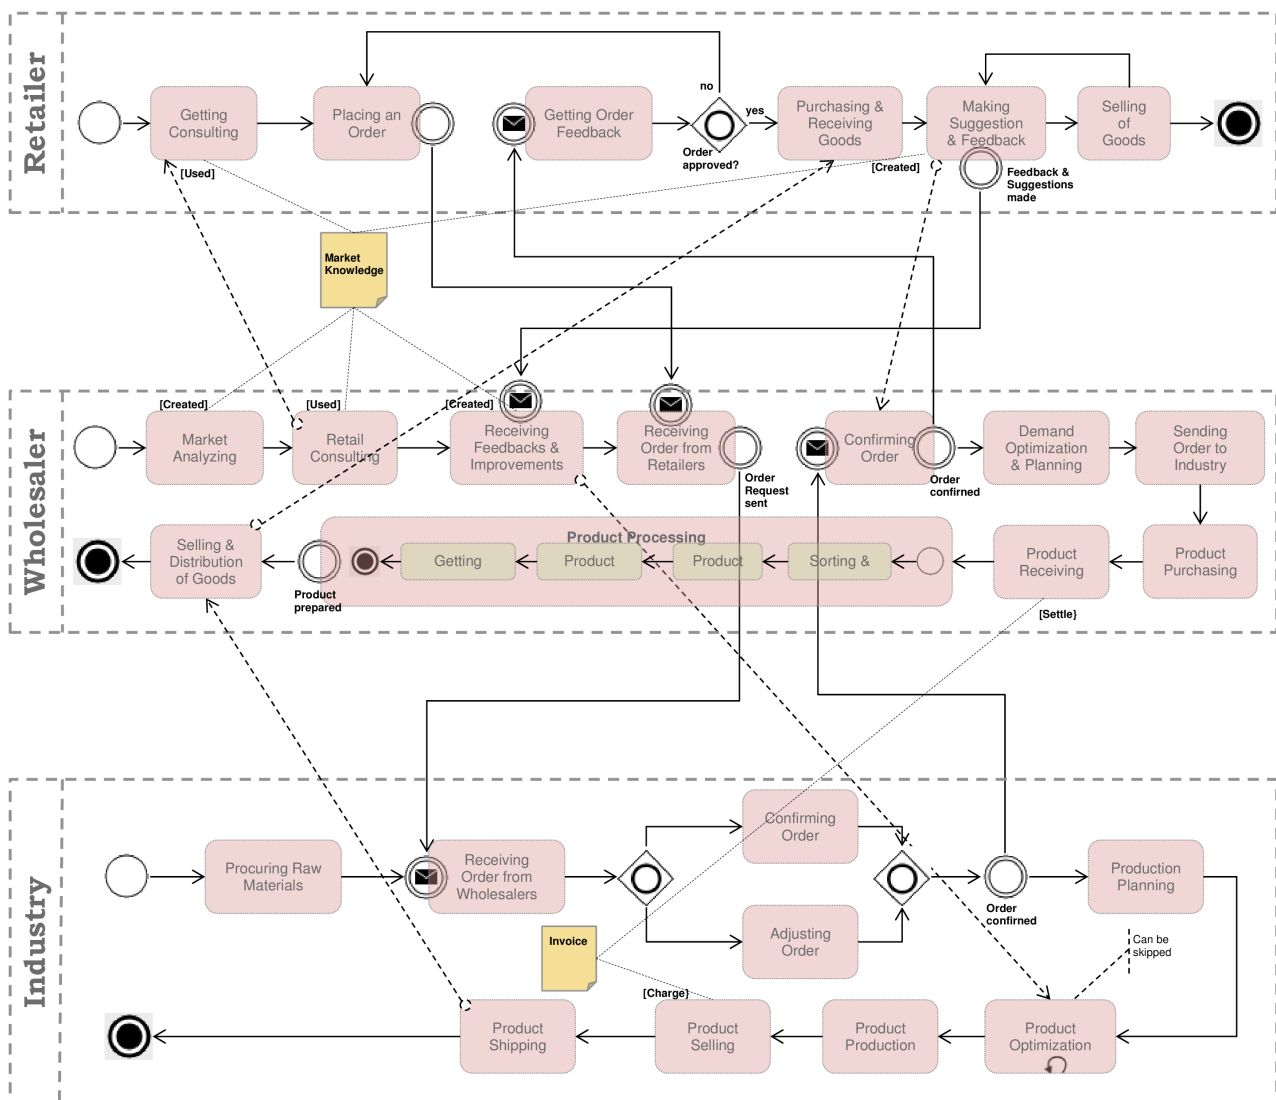 Retailer
Getting
Consulting
Placing an
Order
Getting Order
Feedback
no
yes
Order
approved?
Purchasing &
Receiving
Goods
Making
Suggestion
& Feedback
Selling
of
Goods
[Used]
[Created]
Feedback &
Suggestions
made
Market
Knowledge
Wholesaler
[Created]
[Used]
[Created]
Market
Analyzing
Retail
Consulting
Receiving
Feedbacks &
Improvements
Receiving
Order from
Retailers
Order
Request
sent
Confirming
Order
Order
confirned
Demand
Optimization
& Planning
Sending
Order to
Industry
Selling &
Distribution
of Goods
Product
prepared
Product Processing
Getting
Product
Product
Sorting &
Product
Receiving
Product
Purchasing
[Settle}
Industry
Procuring Raw
Materials
Receiving
Order from
Wholesalers
Confirming
Order
Adjusting
Order
Order
confirmed
Production
Planning
Can be
skipped
Invoice
[Charge}
Product
Shipping
Product
Selling
Product
Production
Product
Optimization